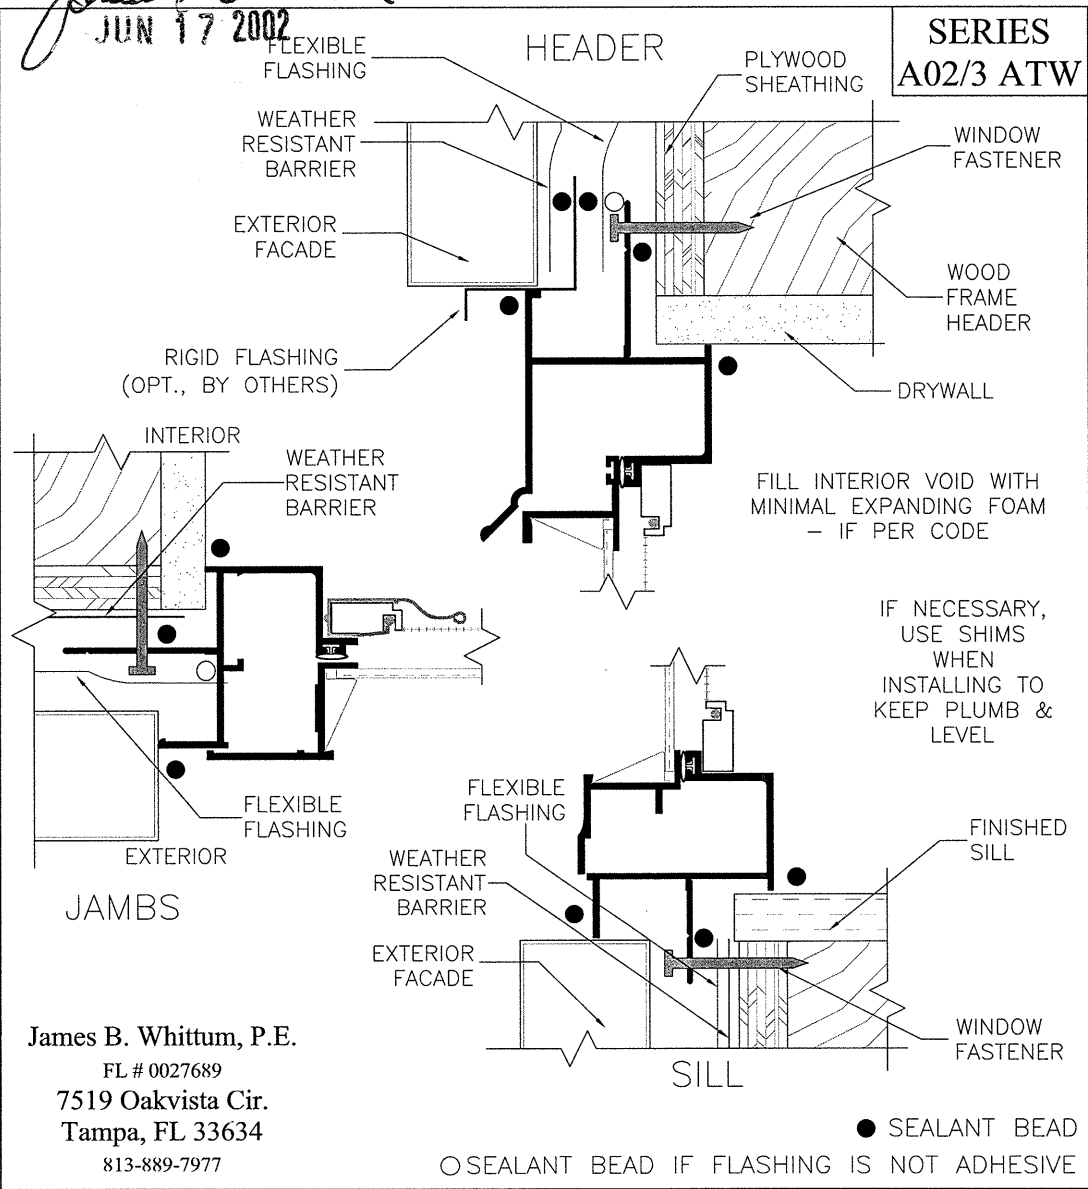 JUN 17 2002
HEADER
SERIES
A02/3 ATW
FLEXIBLE
FLASHING
PLYWOOD
SHEATHING
WEATHER
RESISTANT
BARRIER
WINDOW
FASTENER
EXTERIOR
FACADE
WOOD
FRAME
HEADER
RIGID FLASHING
(OPT., BY OTHERS)
DRYWALL
INTERIOR
WEATHER
RESISTANT
BARRIER
FILL INTERIOR VOID WITH
MINIMAL EXPANDING FOAM
– IF PER CODE
IF NECESSARY,
USE SHIMS
WHEN
INSTALLING TO
KEEP PLUMB &
LEVEL
FLEXIBLE
FLASHING
EXTERIOR
JAMBS
FLEXIBLE
FLASHING
WEATHER
RESISTANT
BARRIER
EXTERIOR
FACADE
FINISHED
SILL
WINDOW
FASTENER
SILL
James B. Whittum, P.E.
FL # 0027689
7519 Oakvista Cir.
Tampa, FL 33634
813-889-7977
SEALANT BEAD
SEALANT BEAD IF FLASHING IS NOT ADHESIVE